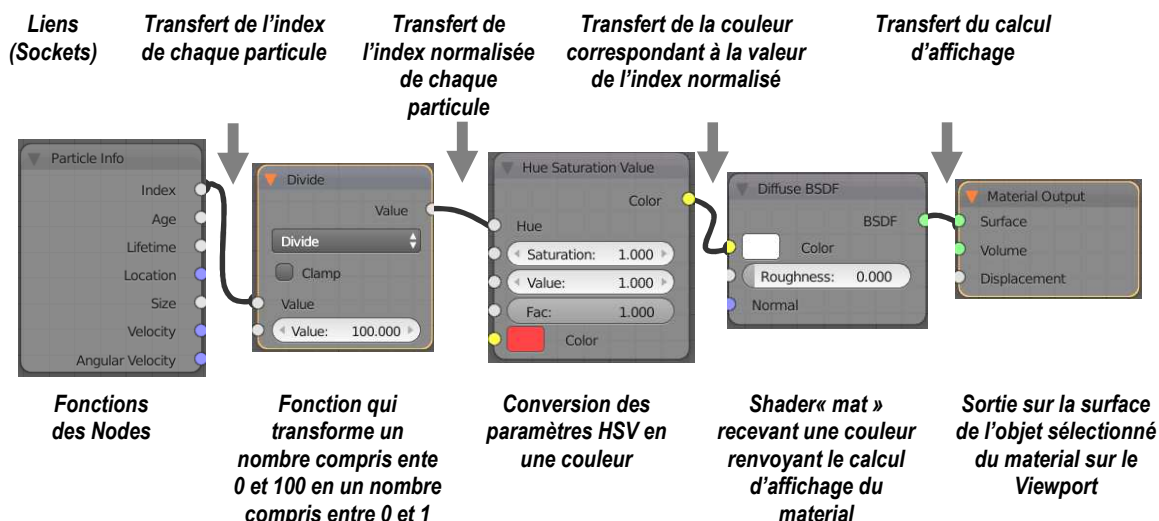 Liens
(Sockets)
Transfert de l’index
de chaque particule
Transfert de
l’index normalisée
de chaque
particule
Transfert de la couleur
correspondant à la valeur
de l’index normalisé
Transfert du calcul
d’affichage
Particle Info
Index
Age
Lifetime
Location
Size
Velocity
Angular Velocity
Divide
Value
Divide
Clamp
Value
Value: 100.000
Hue Saturation Value
Color
Hue
Saturation: 1.000
Value: 1.000
Fac: 1.000
Color
Diffuse BSDF
BSDF
Color
Roughness: 0.000
Normal
Material Output
Surface
Volume
Displacement
Fonctions
des Nodes
Fonction qui
transforme un
nombre compris ente
0 et 100 en un nombre
compris entre 0 et 1
Conversion des
paramètres HSV en
une couleur
Shader« mat »
recevant une couleur
renvoyant le calcul
d’affichage du
material
Sortie sur la surface
de l’objet sélectionné
du material sur le
Viewport